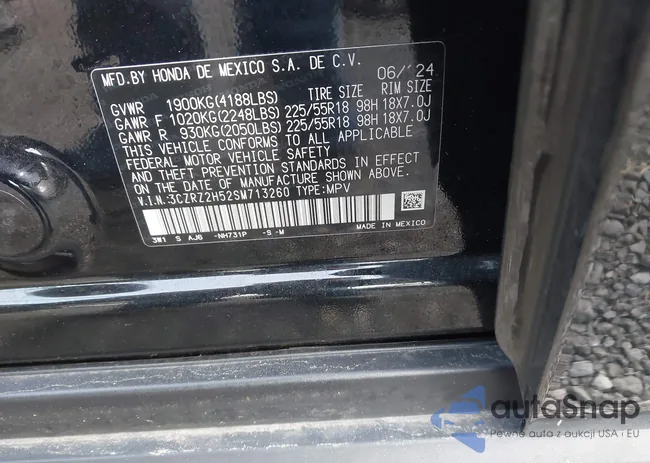 MFD.BY HONDA DE MEXICO S.A. DE C.V. 06/'24
TIRE SIZE RIM SIZE
GVWR 1900KG(4188LBS)
GAWR F 1020KG(2248LBS) 225/55R18 98H 18X7.0J
GAWR R 930KG(2050LBS) 225/55R18 98H 18X7.0J
THIS VEHICLE CONFORMS TO ALL APPLICABLE
FEDERAL MOTOR VEHICLE SAFETY
AND THEFT PREVENTION STANDARDS IN EFFECT
ON THE DATE OF MANUFACTURE SHOWN ABOVE.
V.I.N.3CZRZ2H52SM713260 TYPE:MPV
3W1 S AJ6 -NH731P -S-M
MADE IN MEXICO
autoSnap
Pewne auta z aukcji USA i EU